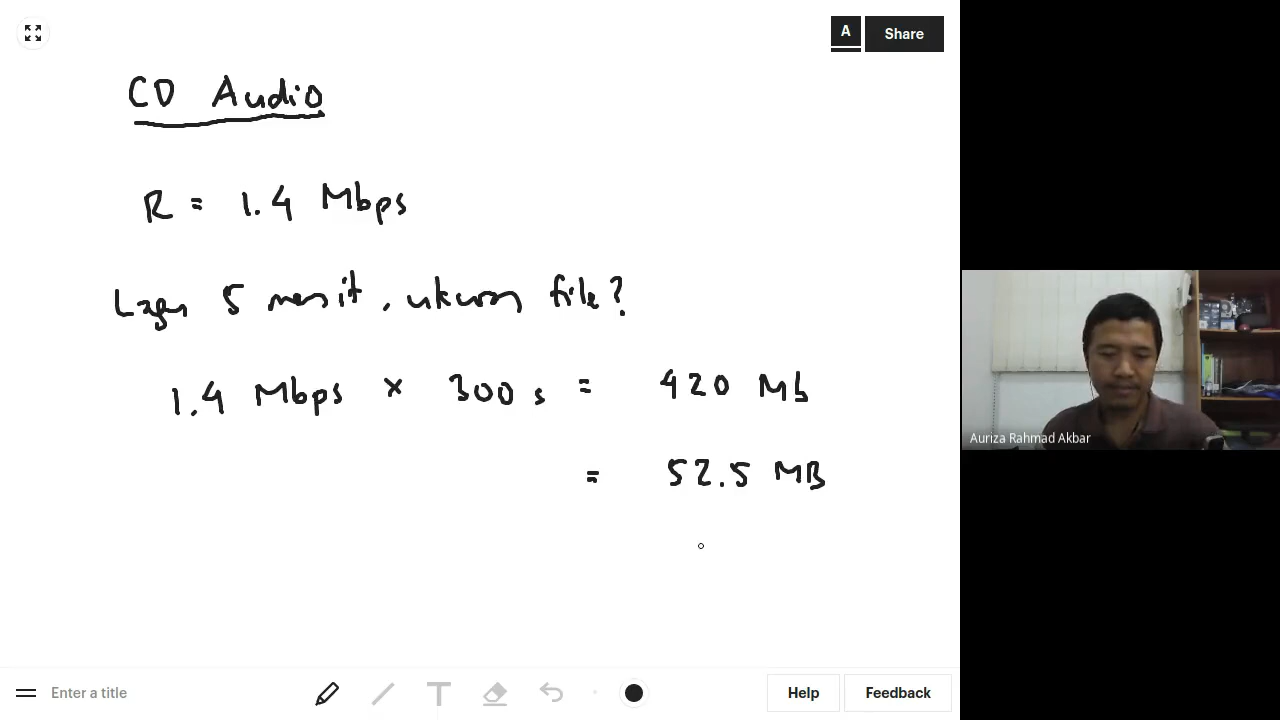 A
Share
CD Audio
R = 1.4 Mbps
Lagu 5 menit, ukuran file?
1.4 Mbps × 300 s = 420 Mb
= 52.5 MB
Auriza Rahmad Akbar
Enter a title
T
Help
Feedback